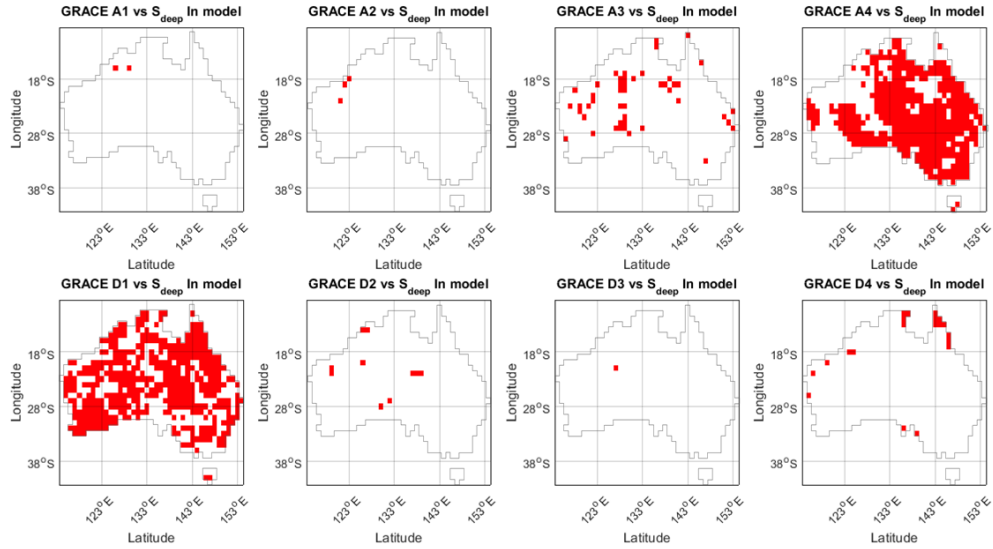 GRACE A1 vs S_deep In model
GRACE A2 vs S_deep In model
GRACE A3 vs S_deep In model
GRACE A4 vs S_deep In model
Longitude
18°S
28°S
38°S
123°E
133°E
143°E
153°E
Latitude
Longitude
18°S
28°S
38°S
123°E
133°E
143°E
153°E
Latitude
Longitude
18°S
28°S
38°S
123°E
133°E
143°E
153°E
Latitude
Longitude
18°S
28°S
38°S
123°E
133°E
143°E
153°E
Latitude
GRACE D1 vs S_deep In model
GRACE D2 vs S_deep In model
GRACE D3 vs S_deep In model
GRACE D4 vs S_deep In model
Longitude
18°S
28°S
38°S
123°E
133°E
143°E
153°E
Latitude
Longitude
18°S
28°S
38°S
123°E
133°E
143°E
153°E
Latitude
Longitude
18°S
28°S
38°S
123°E
133°E
143°E
153°E
Latitude
Longitude
18°S
28°S
38°S
123°E
133°E
143°E
153°E
Latitude